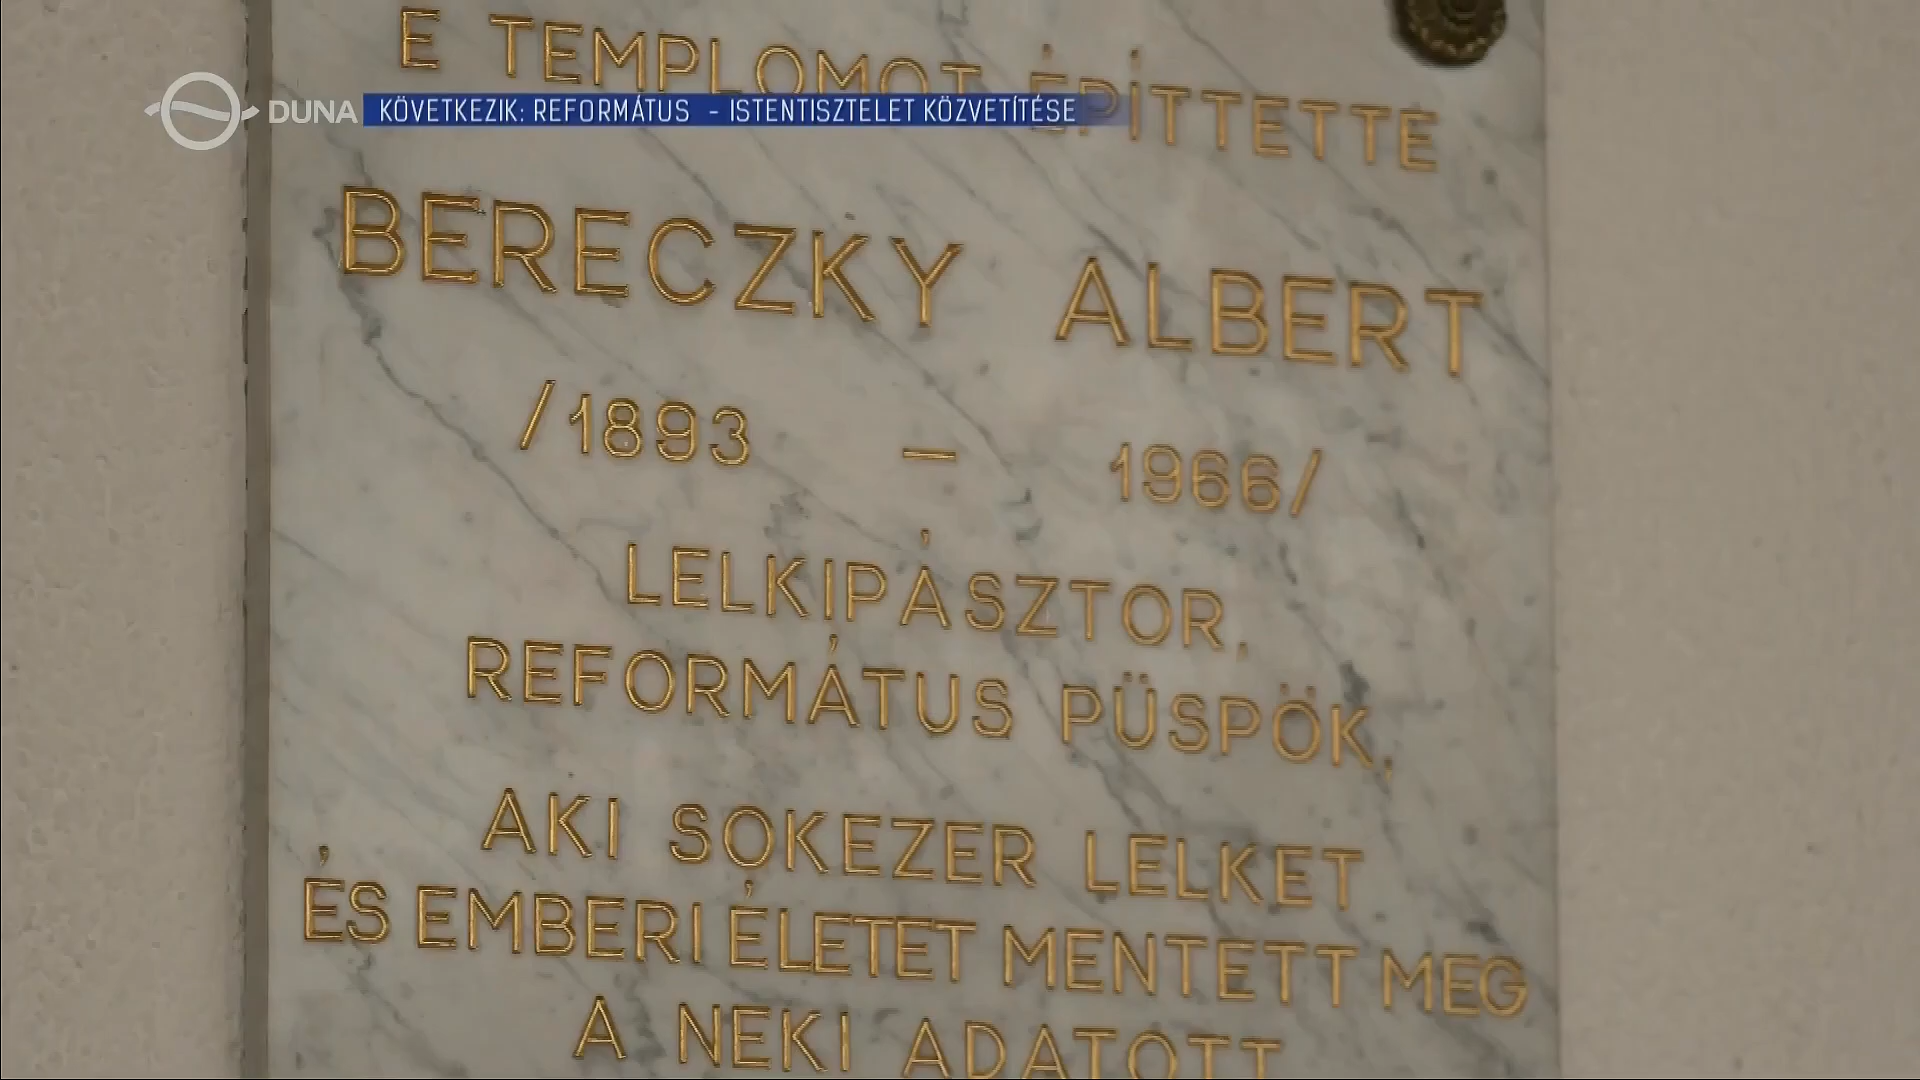 E TEMPLOMOT ÉPÍTTETTE
DUNA
KÖVETKEZIK: REFORMÁTUS - ISTENTISZTELET KÖZVETÍTÉSE
BERECZKY ALBERT
/1893 – 1966/
LELKIPÁSZTOR,
REFORMÁTUS PÜSPÖK,
AKI SOKEZER LELKET
ÉS EMBERI ÉLETET MENTETT MEG
A NEKI ADATOTT